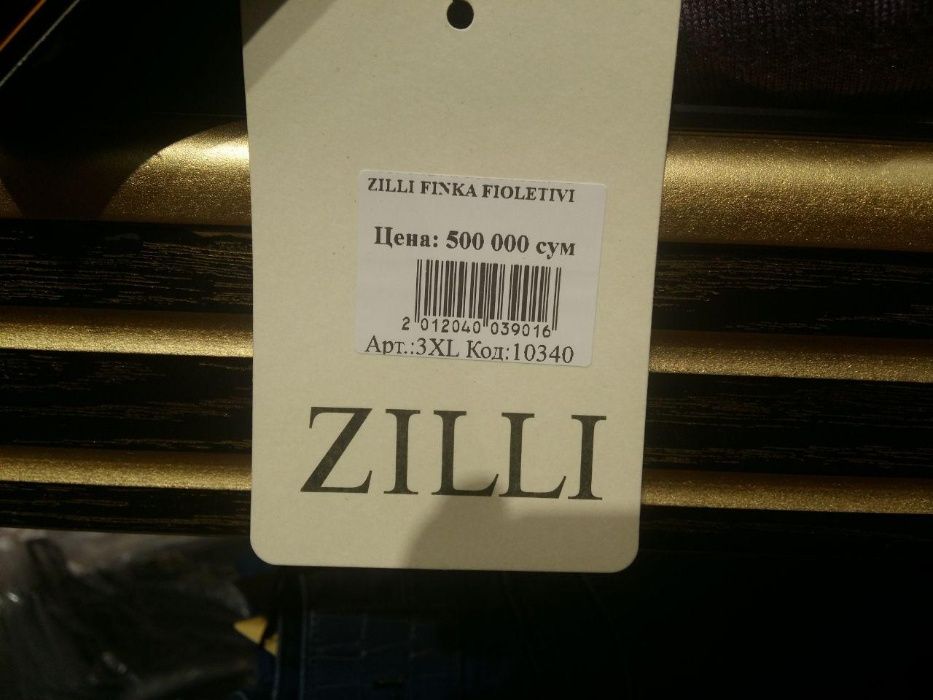 ZILLI FINKA FIOLETIVI
Цена: 500 000 сум
2 012040 039016
Арт.:3XL Код:10340
ZILLI